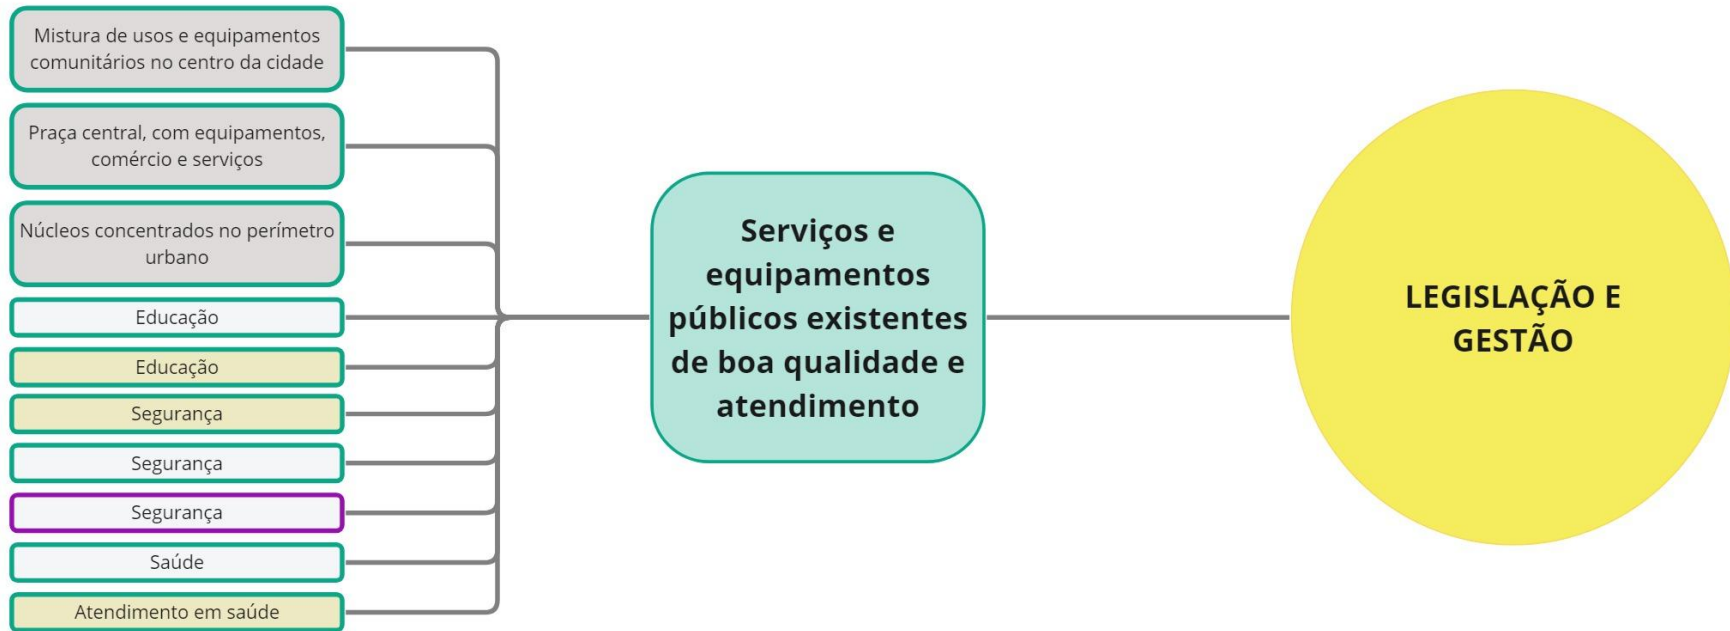 Mistura de usos e equipamentos
comunitários no centro da cidade
Praça central, com equipamentos,
comércio e serviços
Núcleos concentrados no perímetro
urbano
Educação
Educação
Segurança
Segurança
Segurança
Saúde
Atendimento em saúde
Serviços e
equipamentos
públicos existentes
de boa qualidade e
atendimento
LEGISLAÇÃO E
GESTÃO